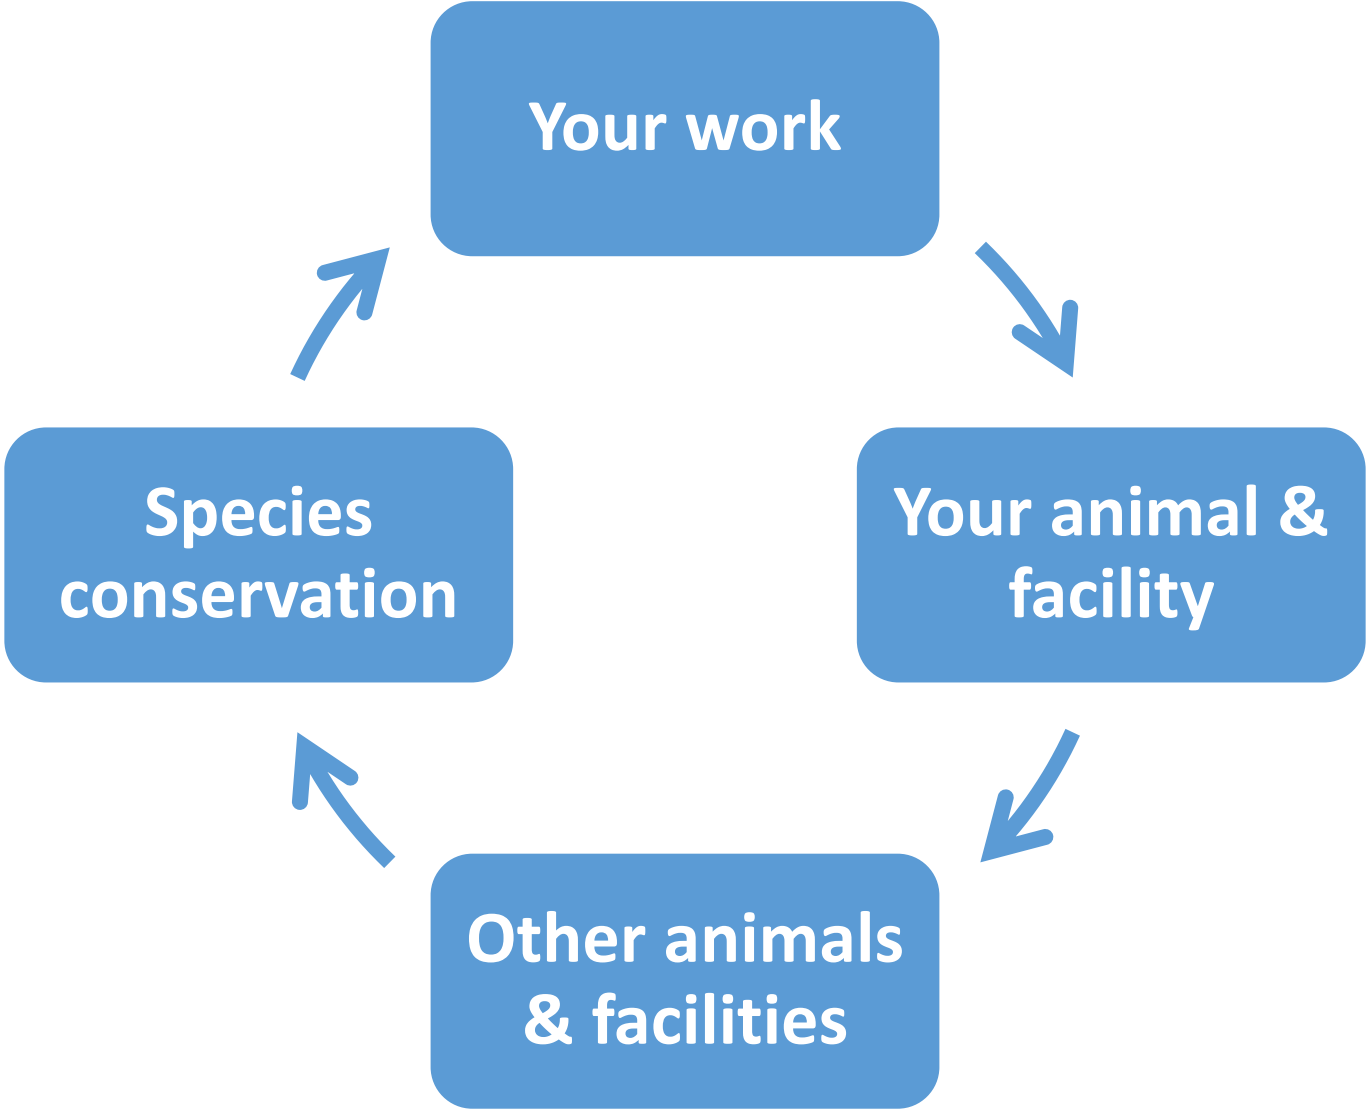 Your work
Your animal &
facility
Other animals
& facilities
Species
conservation